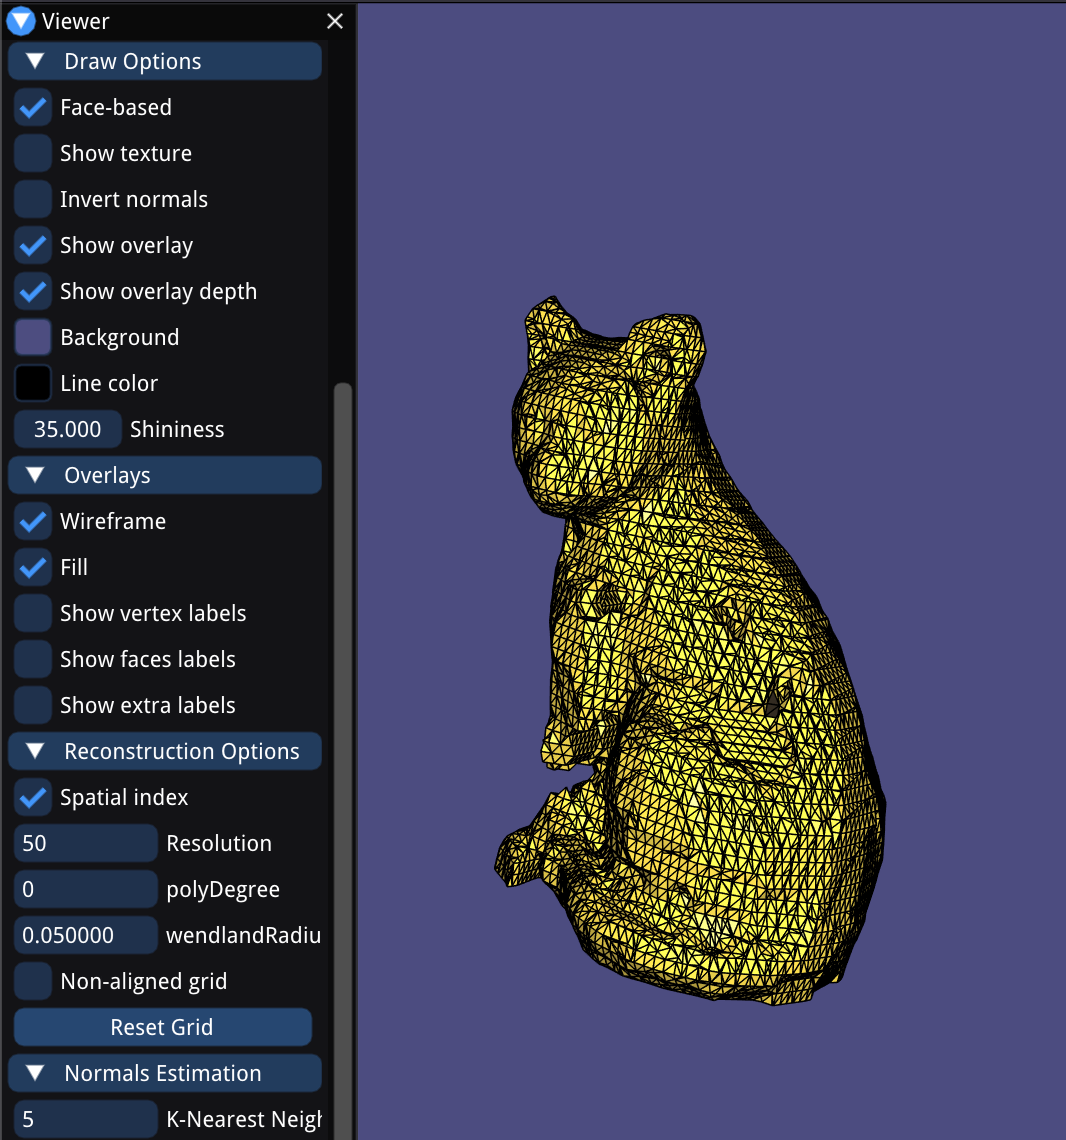 Viewer
Draw Options
Face-based
Show texture
Invert normals
Show overlay
Show overlay depth
Background
Line color
35.000 Shininess
Overlays
Wireframe
Fill
Show vertex labels
Show faces labels
Show extra labels
Reconstruction Options
Spatial index
50 Resolution
0 polyDegree
0.050000 wendlandRadiu
Non-aligned grid
Reset Grid
Normals Estimation
5 K-Nearest Neigh